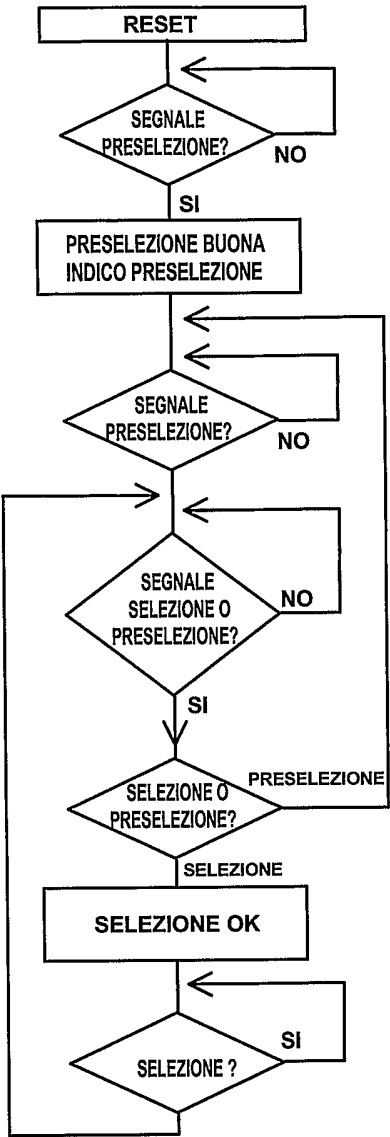 RESET
SEGNALE
PRESELEZIONE?
NO
SI
PRESELEZIONE BUONA
INDICO PRESELEZIONE
SEGNALE
PRESELEZIONE?
NO
SEGNALE
SELEZIONE O
PRESELEZIONE?
NO
SI
PRESELEZIONE
SELEZIONE O
PRESELEZIONE?
SELEZIONE
SELEZIONE OK
SI
SELEZIONE ?